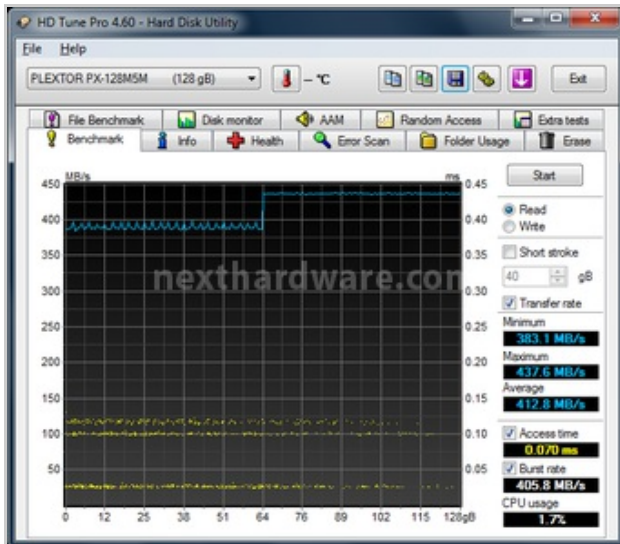 HD Tune Pro 4.60 - Hard Disk Utility
File Help
PLEXTOR PX-128M5M (128 gB)
– °C
Exit
File Benchmark Disk monitor AAM Random Access Extra tests
Benchmark Info Health Error Scan Folder Usage Erase
MB/s ms
Start
450 0.45
Read
400 0.40
Write
350 0.35
Short stroke
40 gB
nexthardware.com
300 0.30
Transfer rate
Minimum
250 0.25
383.1 MB/s
Maximum
200 0.20
437.6 MB/s
Average
150 0.15
412.8 MB/s
100 0.10
Access time
0.070 ms
50 0.05
Burst rate
405.8 MB/s
CPU usage
1.7%
0 12 25 38 51 64 76 89 102 115 128gB